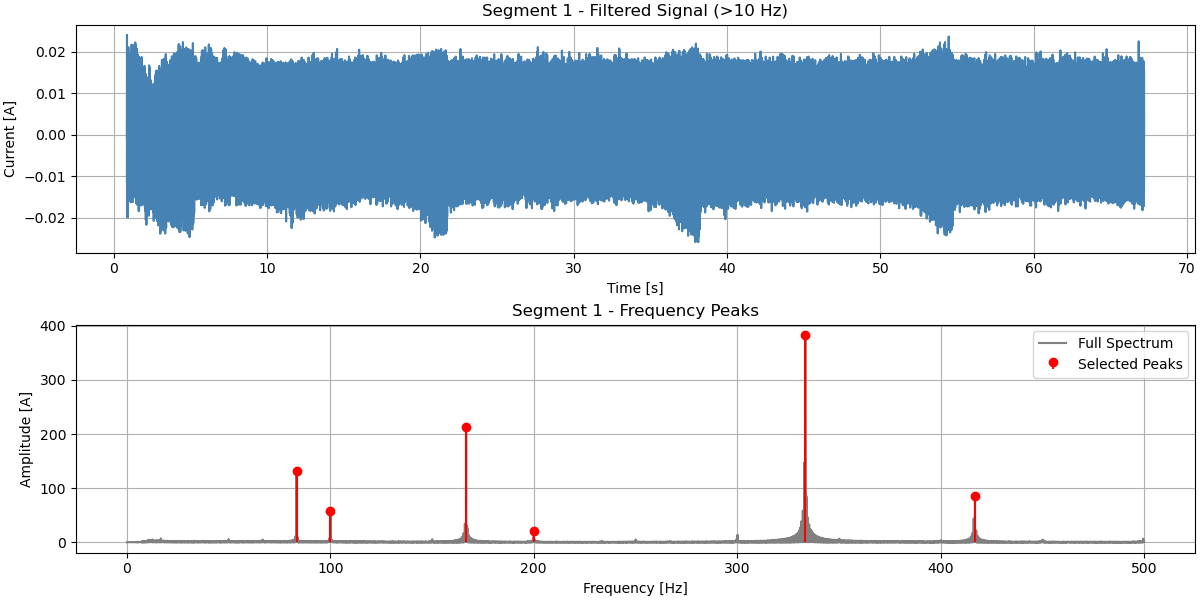 Segment 1 - Filtered Signal (>10 Hz)
Current [A]
0.02
0.01
0.00
−0.01
−0.02
0 10 20 30 40 50 60 70
Time [s]
Segment 1 - Frequency Peaks
Amplitude [A]
400
300
200
100
0
Full Spectrum
Selected Peaks
0 100 200 300 400 500
Frequency [Hz]